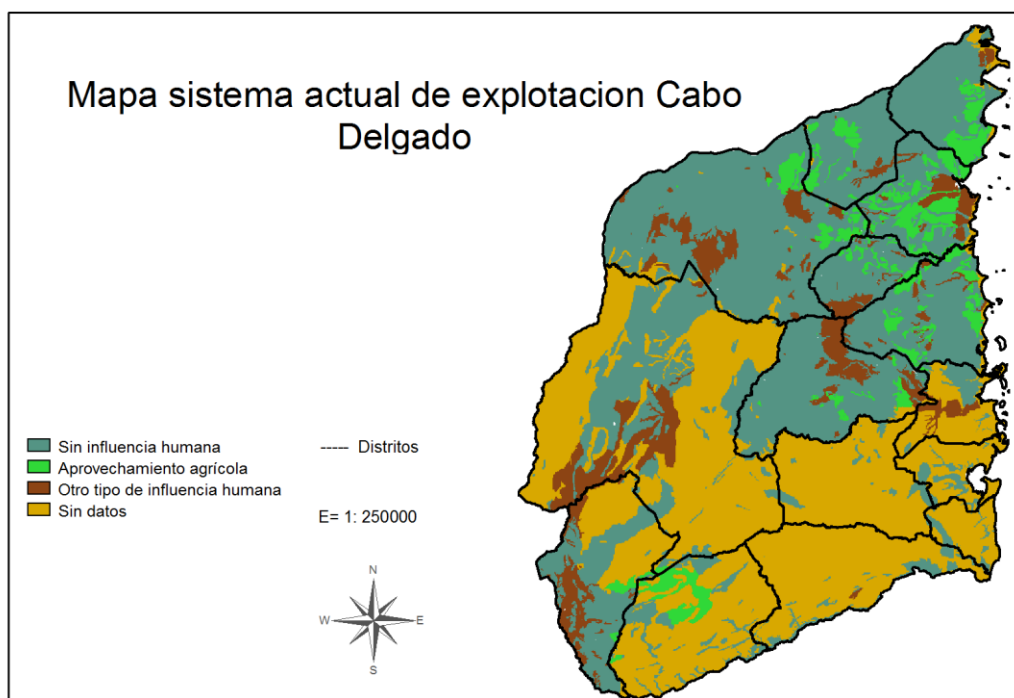 Mapa sistema actual de explotacion Cabo
Delgado
Sin influencia humana
Aprovechamiento agrícola
Otro tipo de influencia humana
Sin datos
Distritos
E= 1: 250000
N
W
E
S